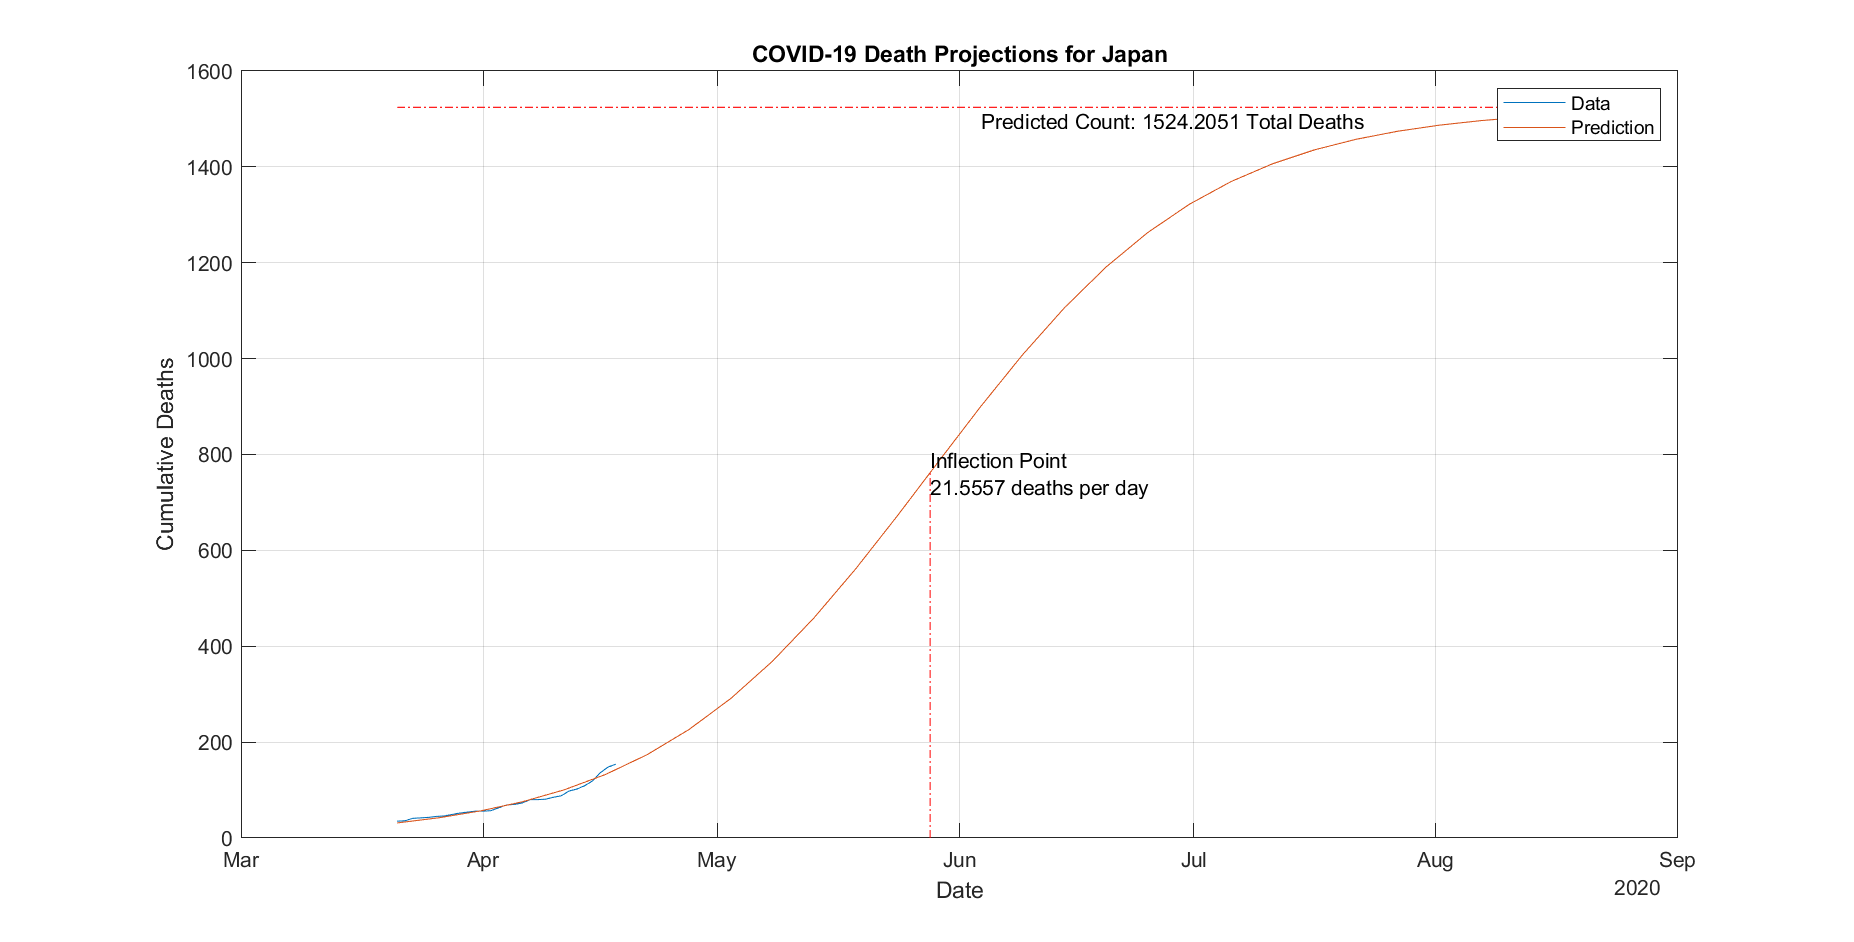 COVID-19 Death Projections for Japan
1600
1400
1200
1000
800
600
400
200
0
Cumulative Deaths
Predicted Count: 1524.2051 Total Deaths
Data
Prediction
Inflection Point
21.5557 deaths per day
Mar Apr May Jun Jul Aug Sep
2020
Date